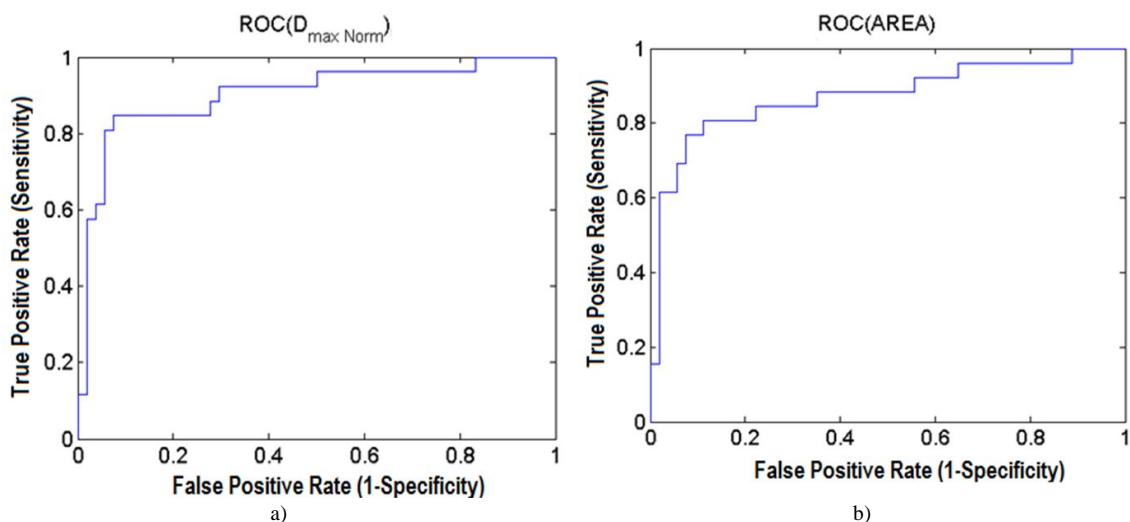 ROC(D_max Norm)
1
0.8
0.6
0.4
0.2
0
0 0.2 0.4 0.6 0.8 1
True Positive Rate (Sensitivity)
False Positive Rate (1-Specificity)
a)
ROC(AREA)
1
0.8
0.6
0.4
0.2
0
0 0.2 0.4 0.6 0.8 1
True Positive Rate (Sensitivity)
False Positive Rate (1-Specificity)
b)